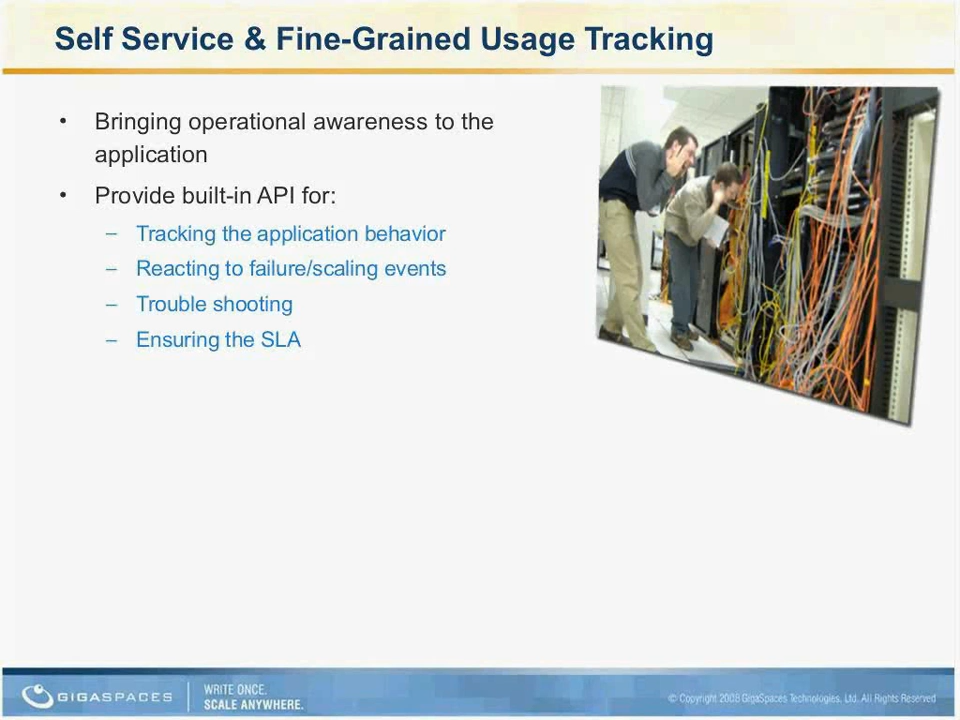 Self Service & Fine-Grained Usage Tracking
• Bringing operational awareness to the
application
• Provide built-in API for:
– Tracking the application behavior
– Reacting to failure/scaling events
– Trouble shooting
– Ensuring the SLA
GIGASPACES
WRITE ONCE.
SCALE ANYWHERE.
© Copyright 2008 GigaSpaces Technologies, Ltd. All Rights Reserved